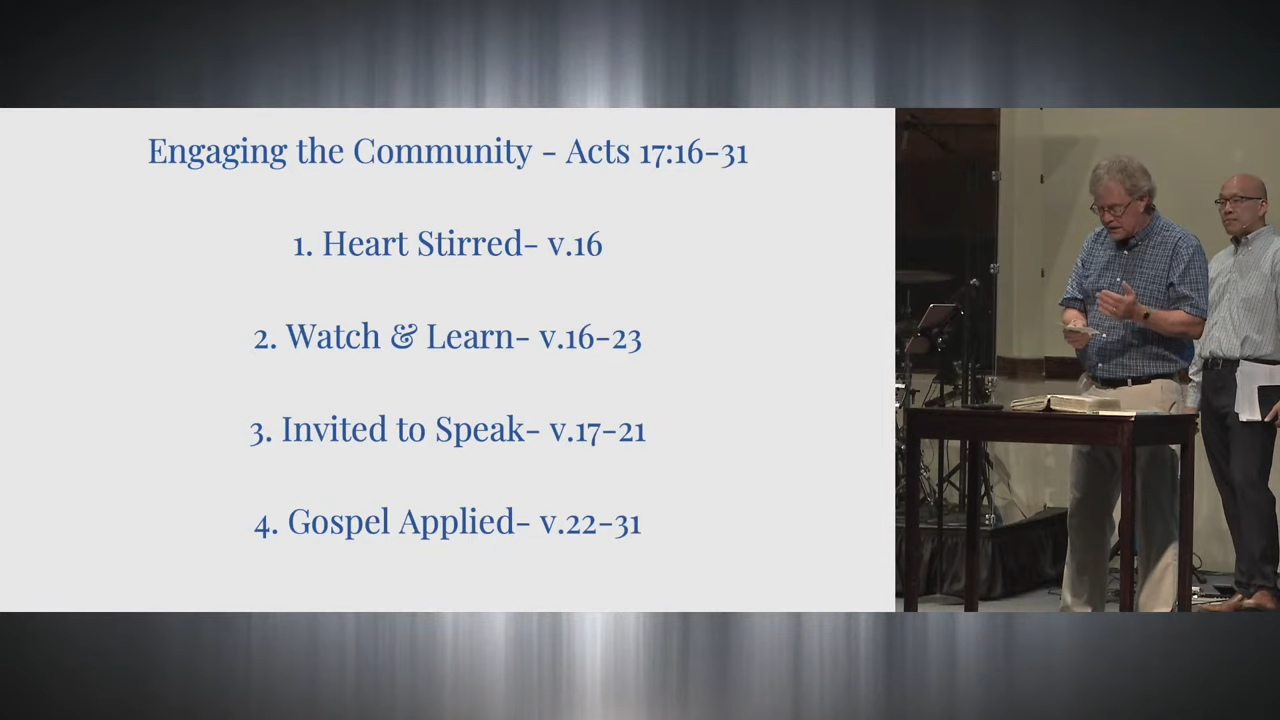 Engaging the Community - Acts 17:16-31
1. Heart Stirred- v.16
2. Watch & Learn- v.16-23
3. Invited to Speak- v.17-21
4. Gospel Applied- v.22-31